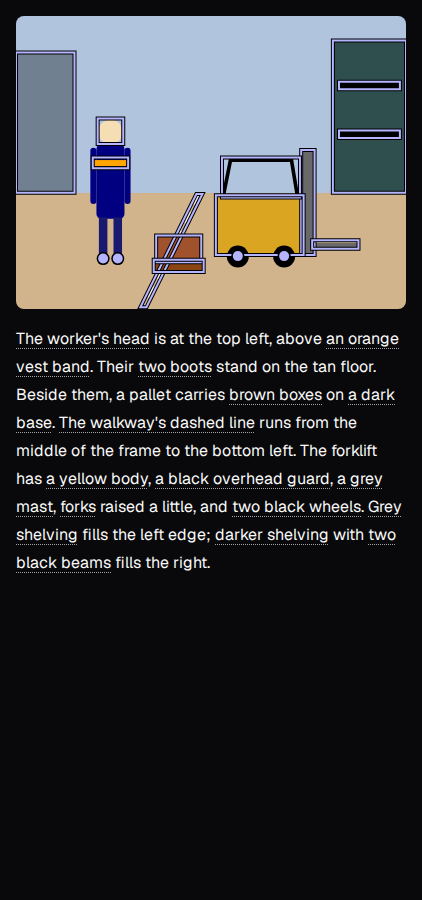 The worker's head is at the top left, above an orange
vest band. Their two boots stand on the tan floor.
Beside them, a pallet carries brown boxes on a dark
base. The walkway's dashed line runs from the
middle of the frame to the bottom left. The forklift
has a yellow body, a black overhead guard, a grey
mast, forks raised a little, and two black wheels. Grey
shelving fills the left edge; darker shelving with two
black beams fills the right.